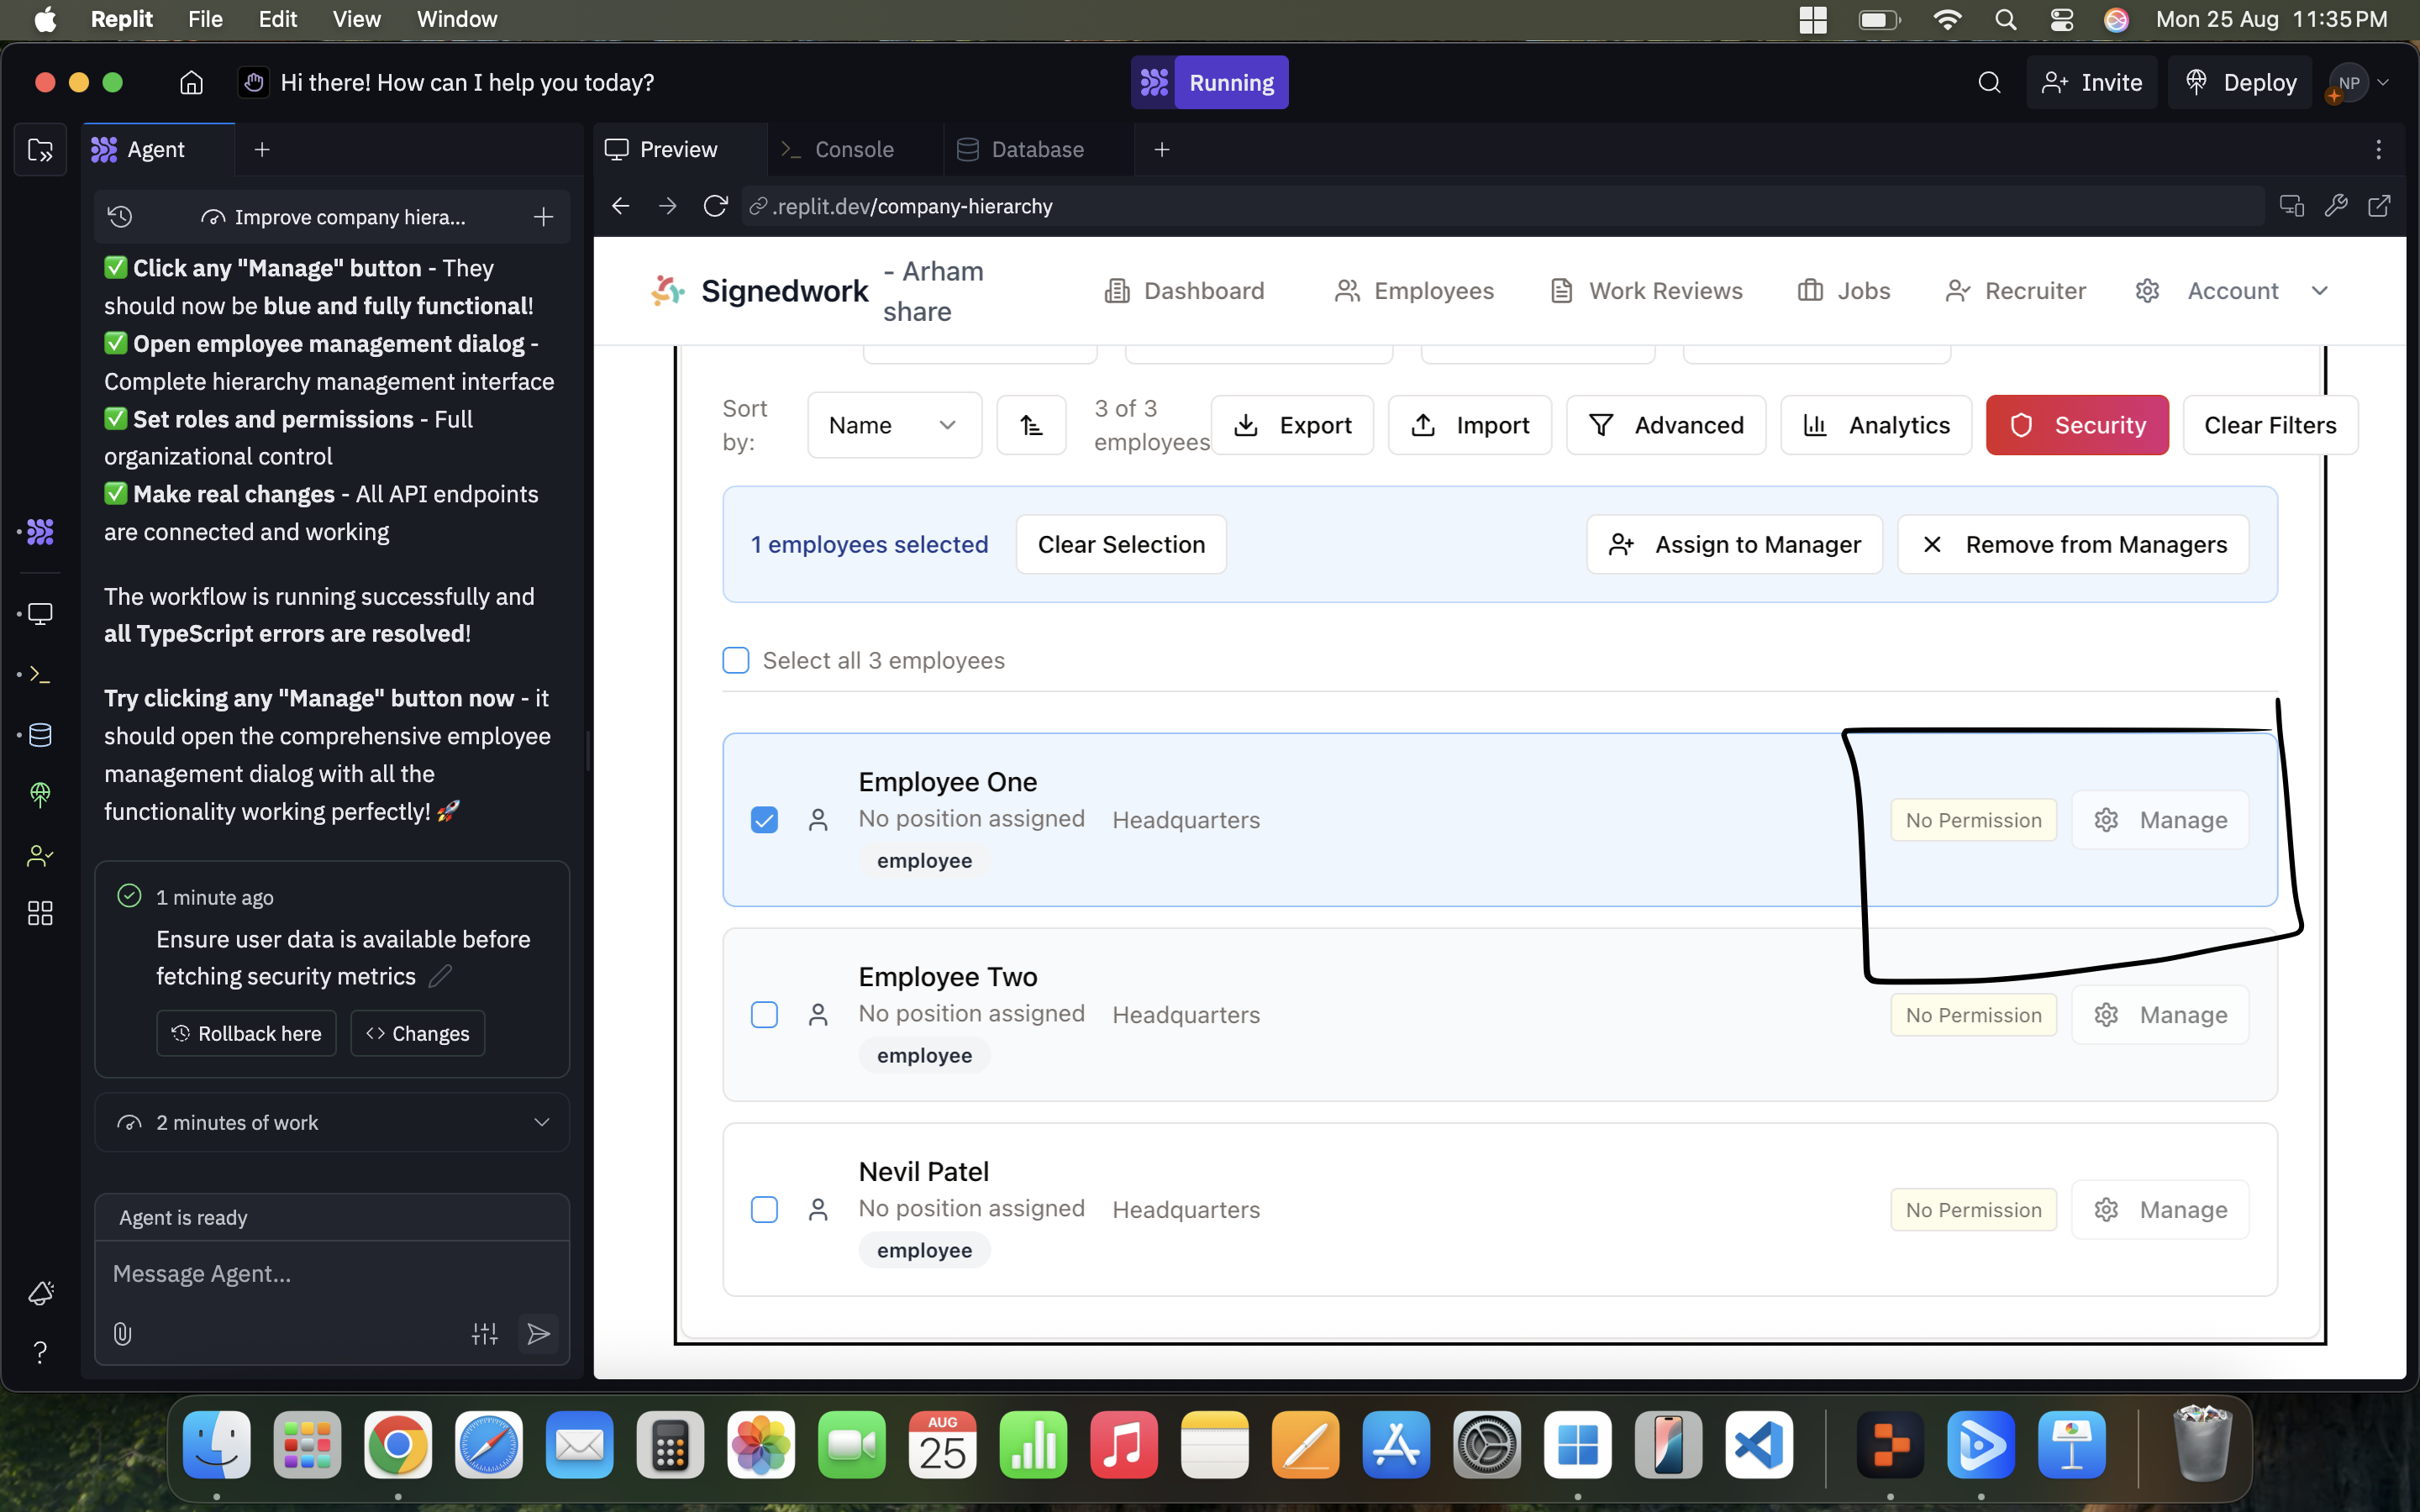 Replit File Edit View Window
Mon 25 Aug 11:35 PM
Hi there! How can I help you today?
Running
Invite
Deploy
NP
Agent
Preview
Console
Database
Improve company hiera...
.replit.dev/company-hierarchy
✅ Click any "Manage" button - They
should now be blue and fully functional!
✅ Open employee management dialog -
Complete hierarchy management interface
✅ Set roles and permissions - Full
organizational control
✅ Make real changes - All API endpoints
are connected and working
The workflow is running successfully and
all TypeScript errors are resolved!
Try clicking any "Manage" button now - it
should open the comprehensive employee
management dialog with all the
functionality working perfectly! 🚀
1 minute ago
Ensure user data is available before
fetching security metrics
Rollback here
Changes
2 minutes of work
Agent is ready
Message Agent...
Signedwork
- Arham
share
Dashboard
Employees
Work Reviews
Jobs
Recruiter
Account
Sort
by:
Name
3 of 3
employees
Export
Import
Advanced
Analytics
Security
Clear Filters
1 employees selected
Clear Selection
Assign to Manager
Remove from Managers
Select all 3 employees
Employee One
No position assigned Headquarters
employee
No Permission
Manage
Employee Two
No position assigned Headquarters
employee
No Permission
Manage
Nevil Patel
No position assigned Headquarters
employee
No Permission
Manage
AUG
25